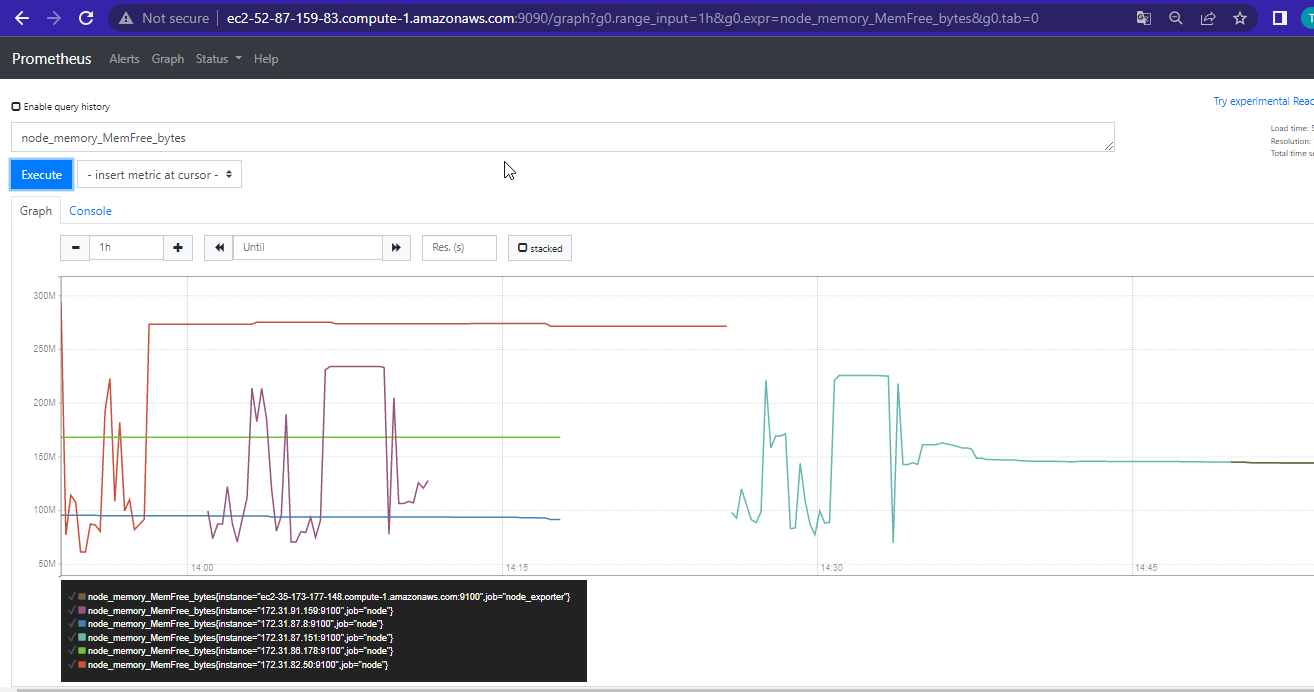 Not secure | ec2-52-87-159-83.compute-1.amazonaws.com:9090/graph?g0.range_input=1h&g0.expr=node_memory_MemFree_bytes&g0.tab=0
Prometheus Alerts Graph Status Help
Enable query history
Try experimental Reac
node_memory_MemFree_bytes
Load time:
Resolution:
Total time se
Execute - insert metric at cursor -
Graph Console
1h Until Res. (s) stacked
300M
250M
200M
150M
100M
50M
14:00 14:15 14:30 14:45
node_memory_MemFree_bytes{instance="ec2-35-173-177-148.compute-1.amazonaws.com:9100",job="node_exporter"}
node_memory_MemFree_bytes{instance="172.31.91.159:9100",job="node"}
node_memory_MemFree_bytes{instance="172.31.87.8:9100",job="node"}
node_memory_MemFree_bytes{instance="172.31.87.151:9100",job="node"}
node_memory_MemFree_bytes{instance="172.31.86.178:9100",job="node"}
node_memory_MemFree_bytes{instance="172.31.82.50:9100",job="node"}